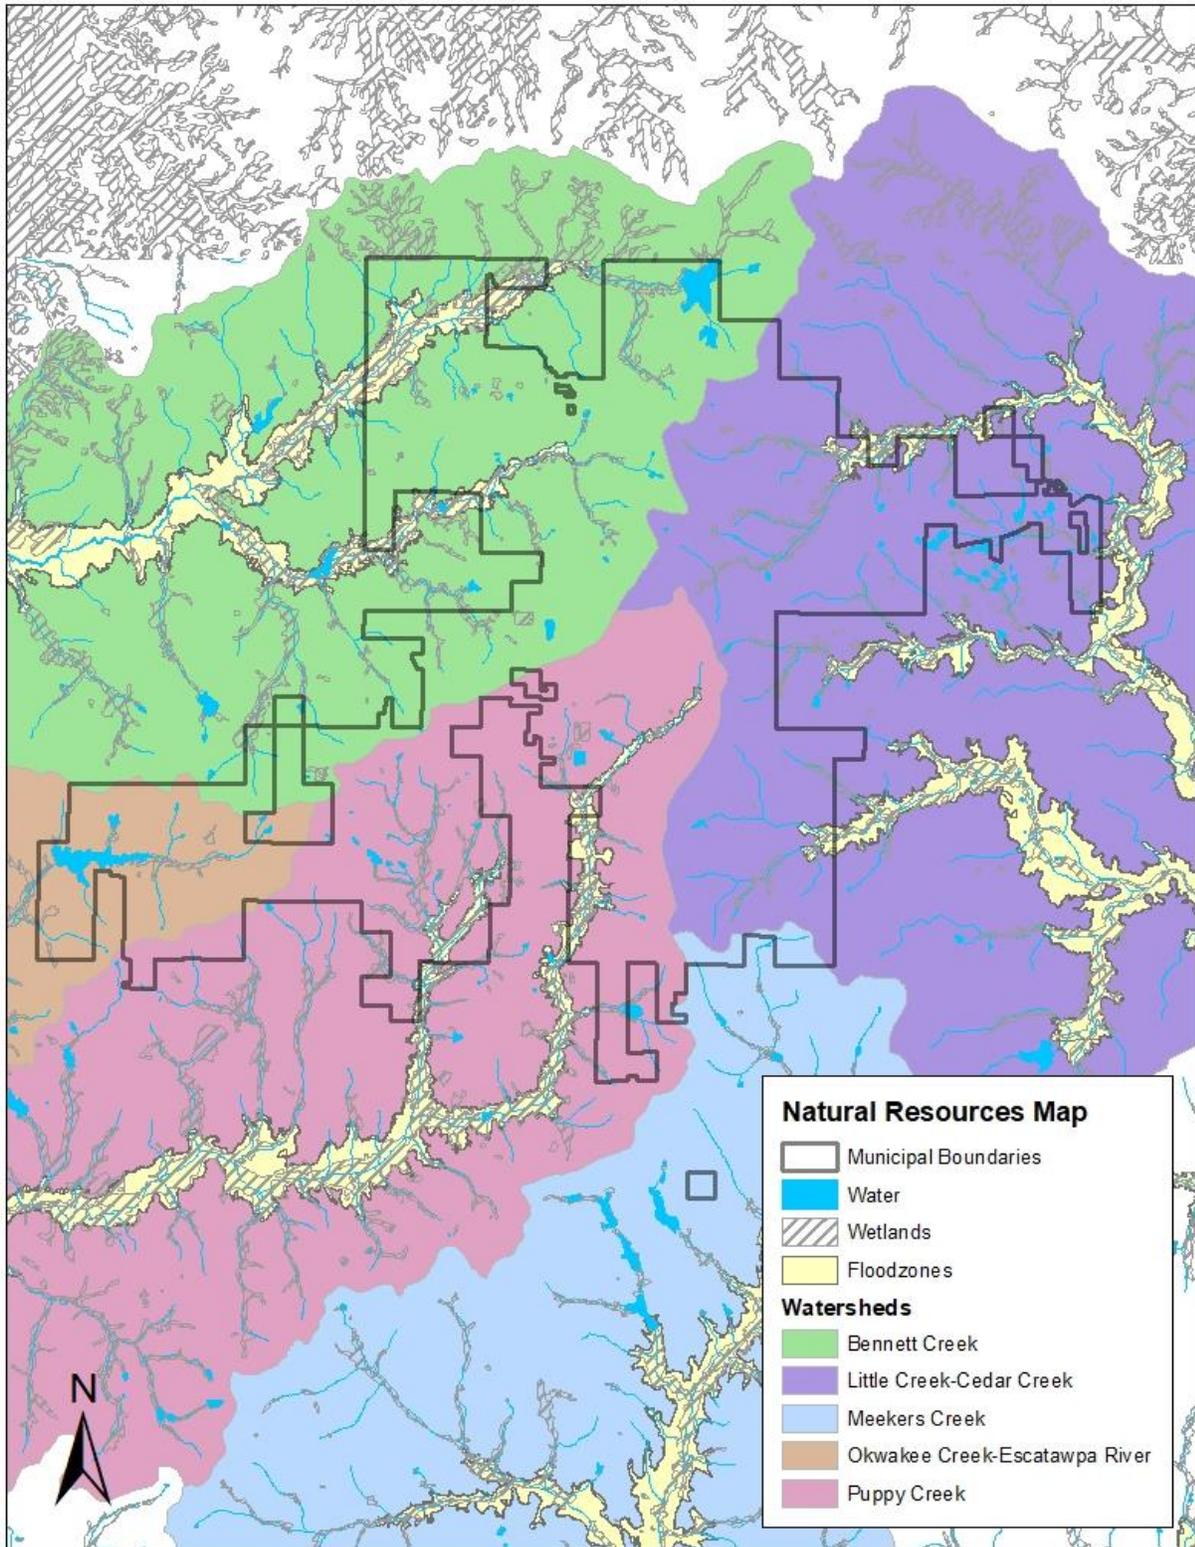 Natural Resources Map
Municipal Boundaries
Water
Wetlands
Floodzones
Watersheds
Bennett Creek
Little Creek-Cedar Creek
Meekers Creek
Okwakee Creek-Escatawpa River
Puppy Creek
N